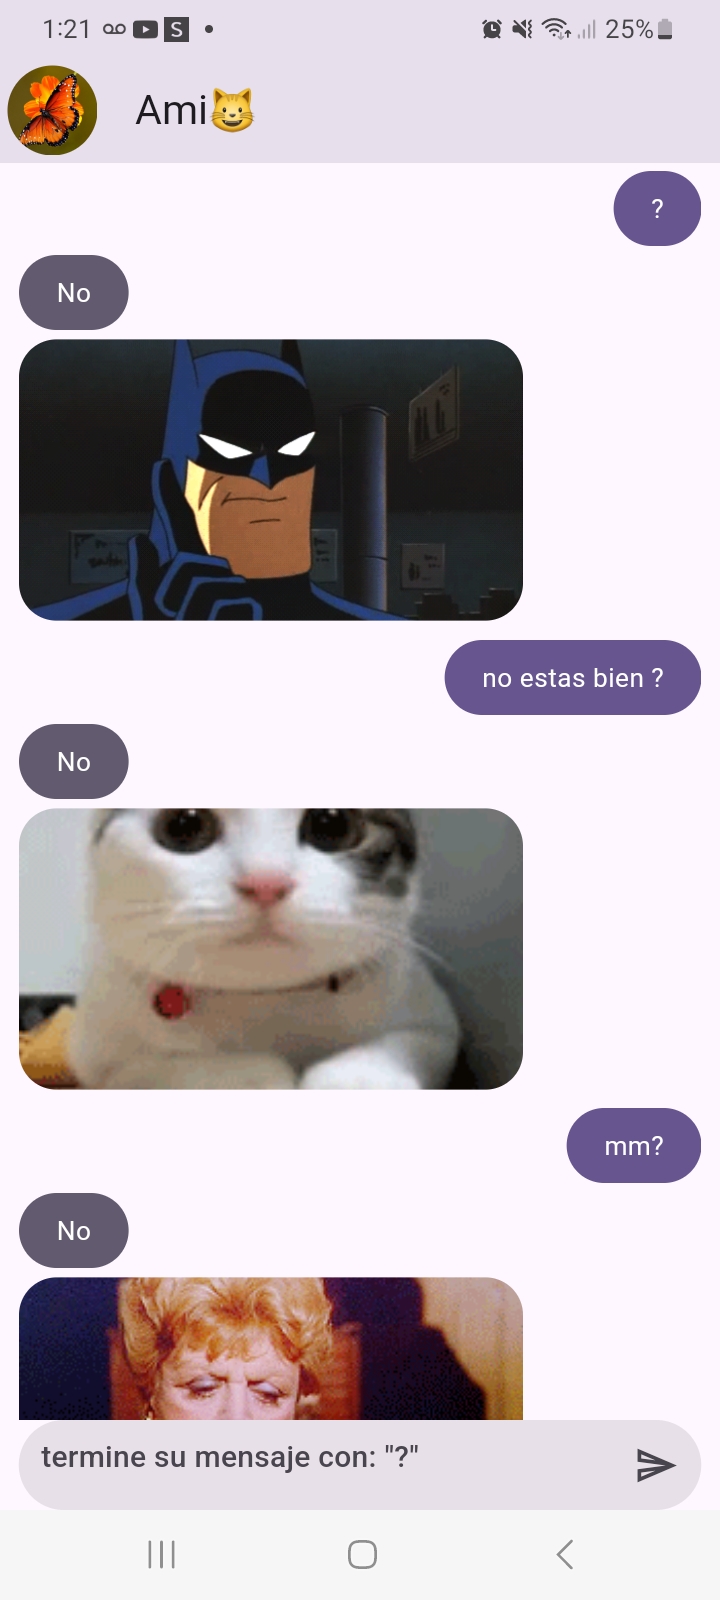 1:21 S 25%
Ami😺
?
No
no estas bien ?
No
mm?
No
termine su mensaje con: "?"